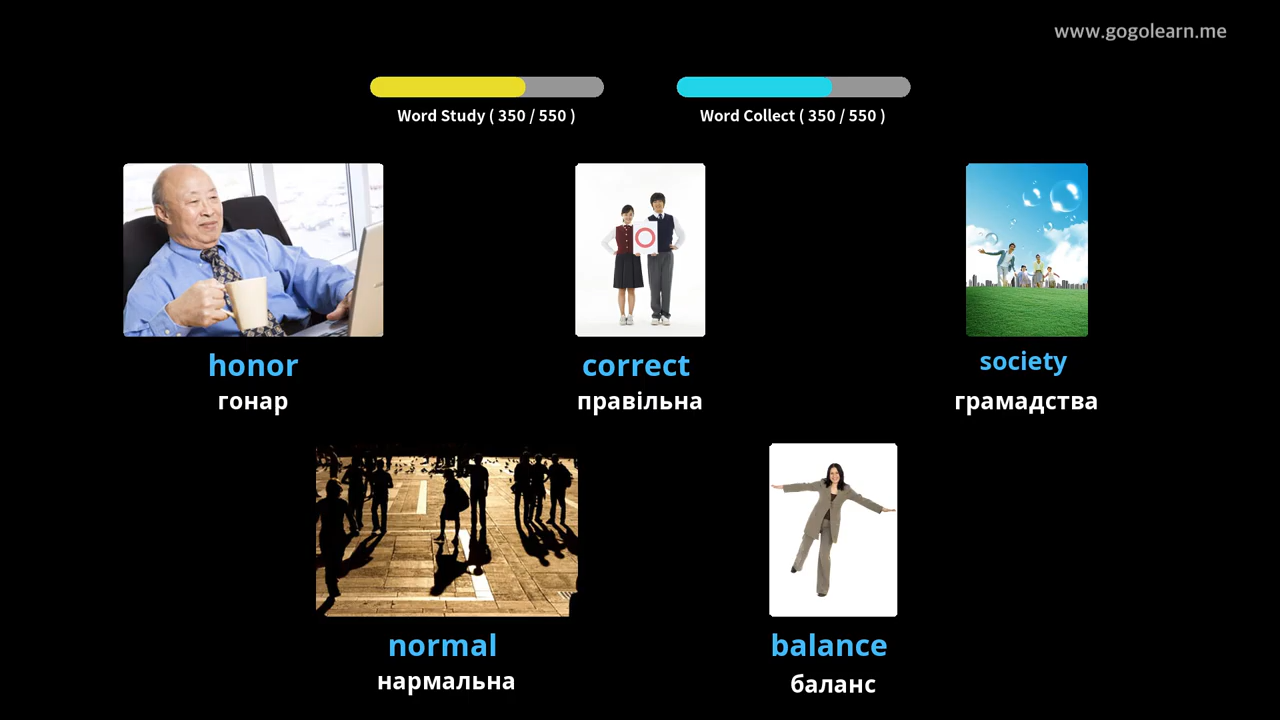 www.gogolearn.me
Word Study ( 350 / 550 )
Word Collect ( 350 / 550 )
honor
гонар
correct
правільна
society
грамадства
normal
нармальна
balance
баланс